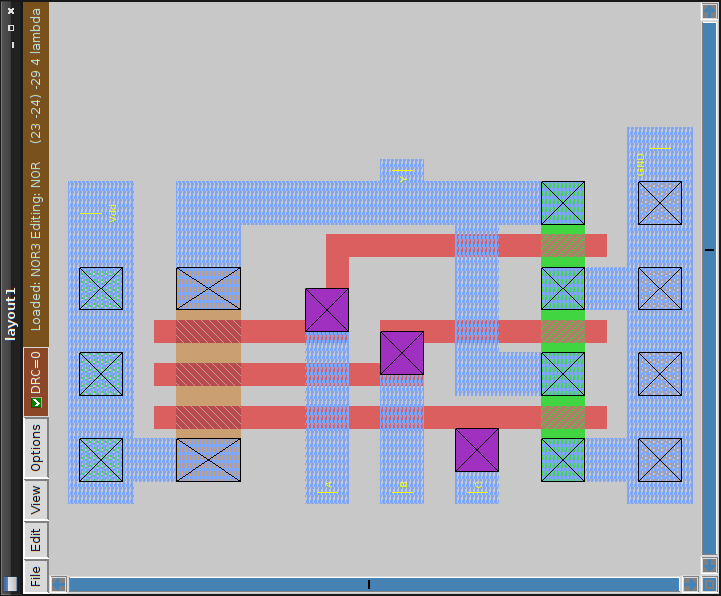 layout1
Loaded: NOR3 Editing: NOR (23 -24) -29 4 lambda
File Edit View Options DRC=0
Vdd
Y
GND
A
B
C